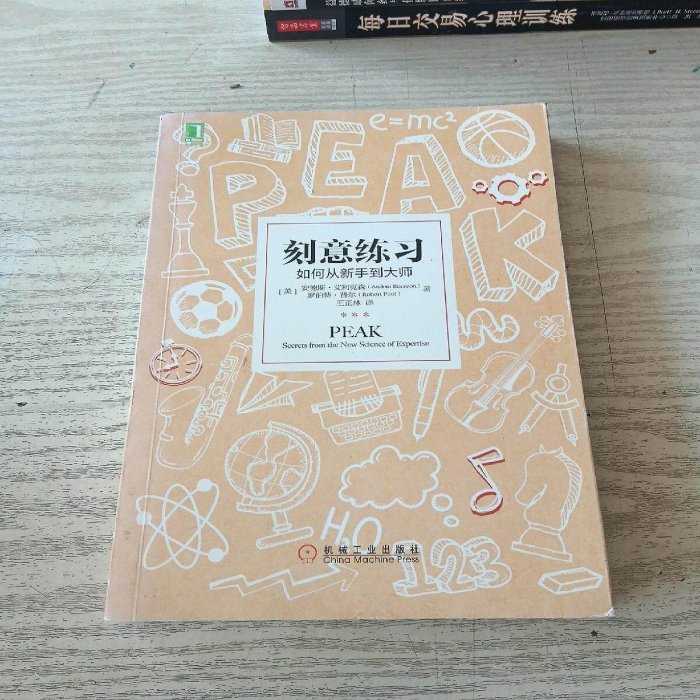 每日交易心理训练
PEAK
e=mc²
刻意练习
如何从新手到大师
[美] 安德斯·艾利克森 (Anders Ericsson) 著
罗伯特·普尔 (Robert Pool)
王正林 译
PEAK
Secrets from the New Science of Expertise
H₂O
123
机械工业出版社
China Machine Press